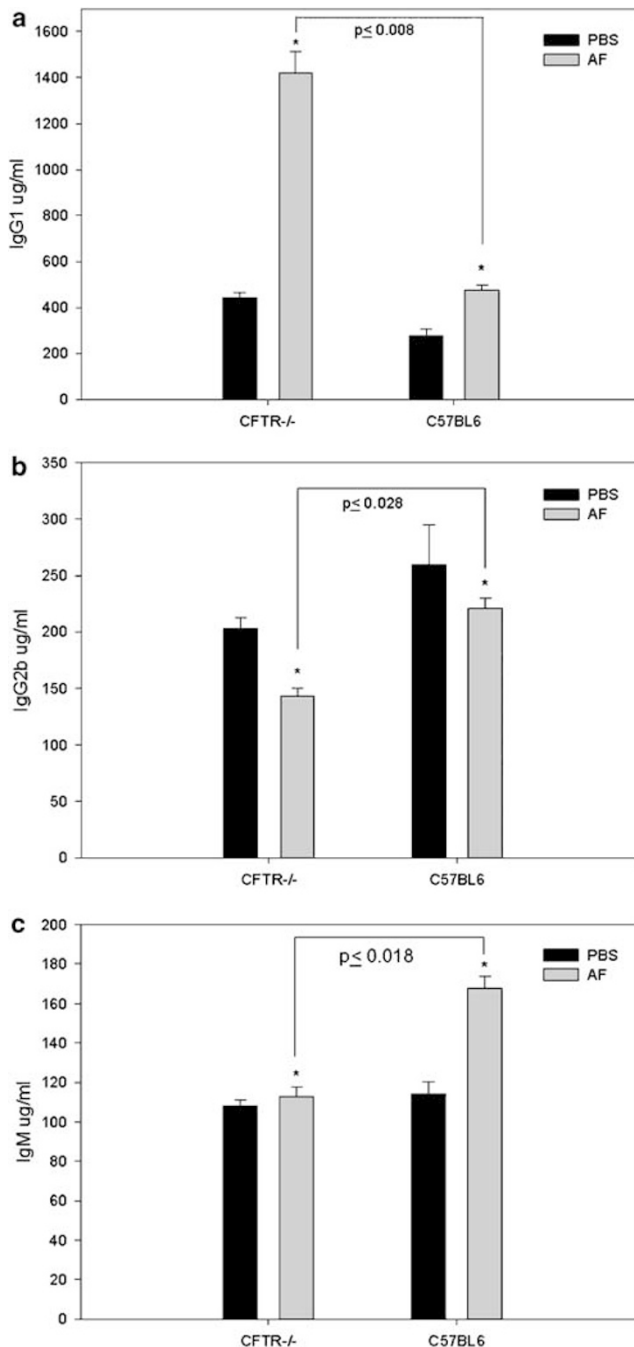 a
p≤ 0.008
PBS
AF
IgG1 ug/ml
1600
1400
1200
1000
800
600
400
200
0
*
*
CFTR-/-
C57BL6
b
p≤ 0.028
PBS
AF
IgG2b ug/ml
350
300
250
200
150
100
50
0
*
*
CFTR-/-
C57BL6
c
p≤ 0.018
PBS
AF
IgM ug/ml
200
180
160
140
120
100
80
60
40
20
0
*
*
CFTR-/-
C57BL6